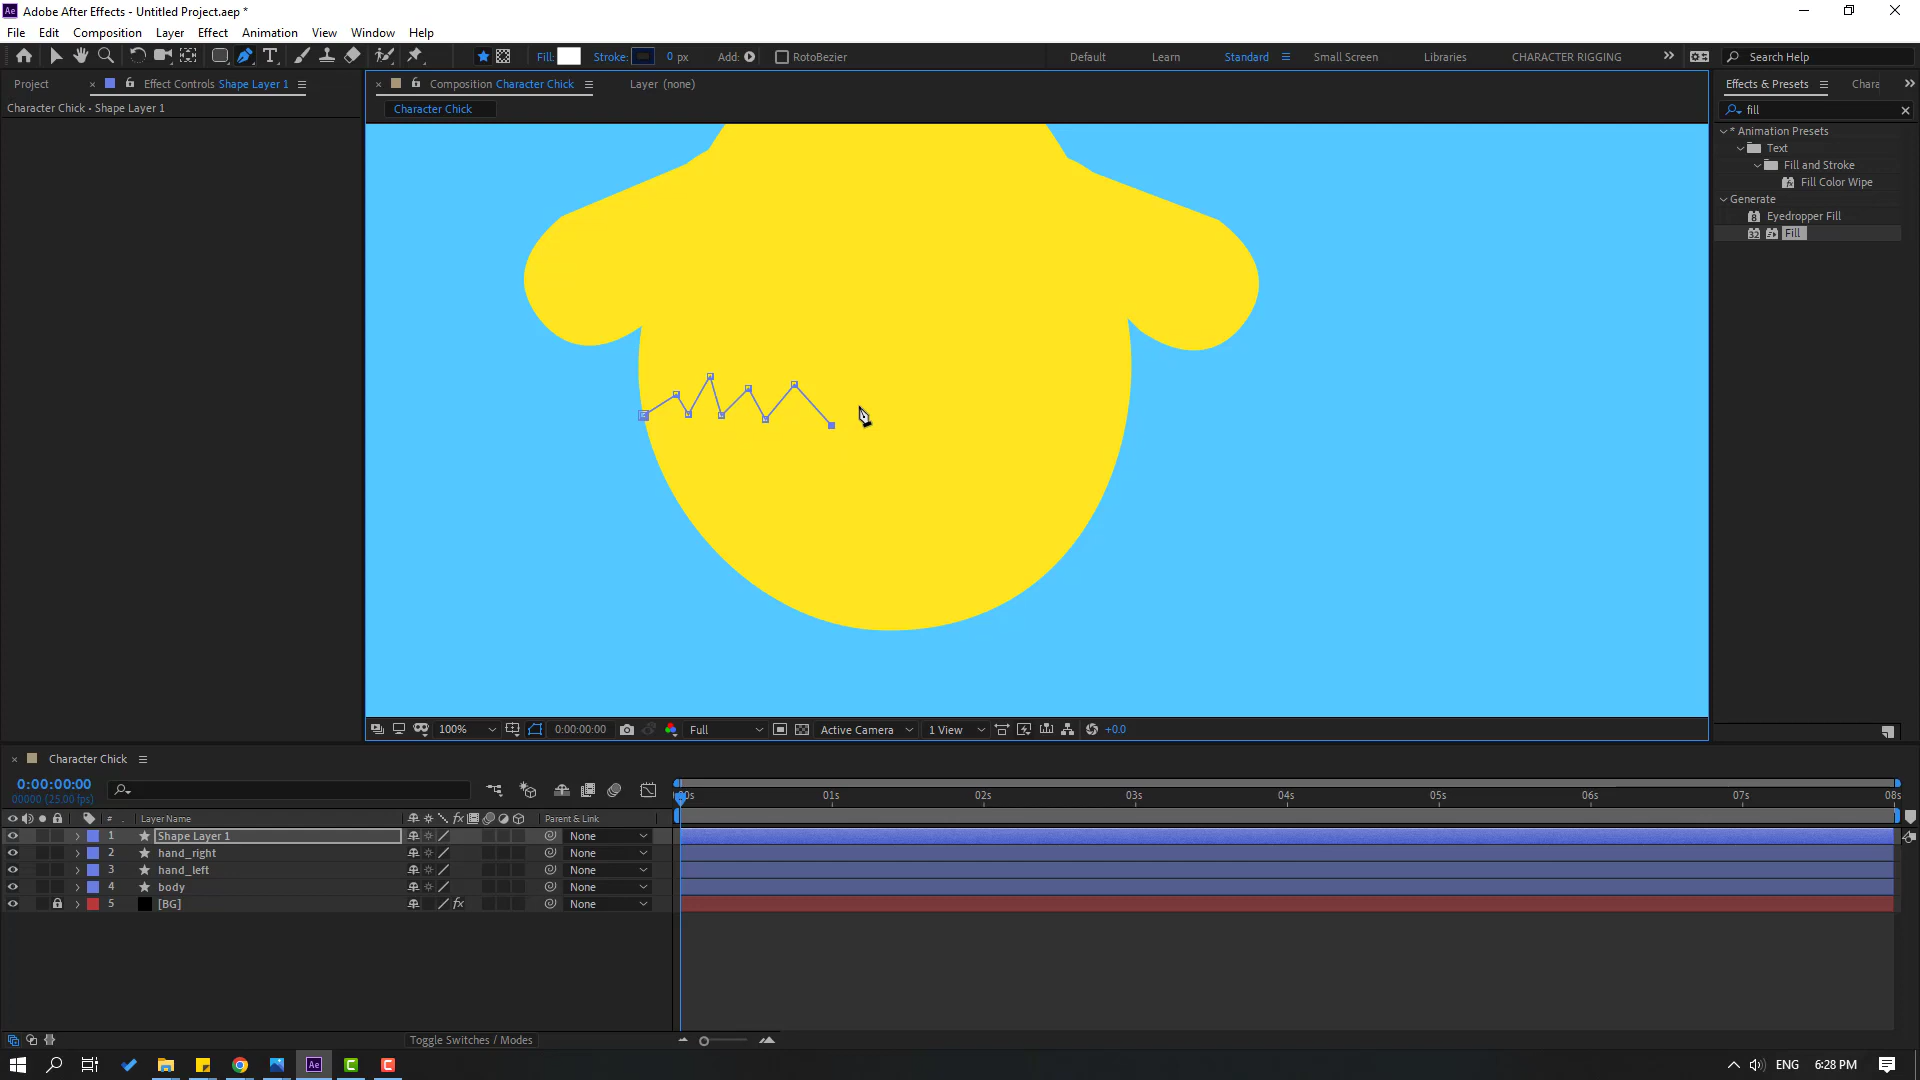 Ae Adobe After Effects - Untitled Project.aep *
File Edit Composition Layer Effect Animation View Window Help
Fill: Stroke: 0 px Add: RotoBezier Default Learn Standard Small Screen Libraries CHARACTER RIGGING Search Help
Project Effect Controls Shape Layer 1 Composition Character Chick Layer (none) Effects & Presets Chara
Character Chick • Shape Layer 1
Character Chick
fill
* Animation Presets
Text
Fill and Stroke
Fill Color Wipe
Generate
Eyedropper Fill
Fill
100% 0:00:00:00 Full Active Camera 1 View +0.0
Character Chick
0:00:00:00
00000 (25.00 fps)
01s 02s 03s 04s 05s 06s 07s 08s
# Layer Name Parent & Link
1 Shape Layer 1 None
2 hand_right None
3 hand_left None
4 body None
5 [BG] None
Toggle Switches / Modes
Ae ENG 6:28 PM